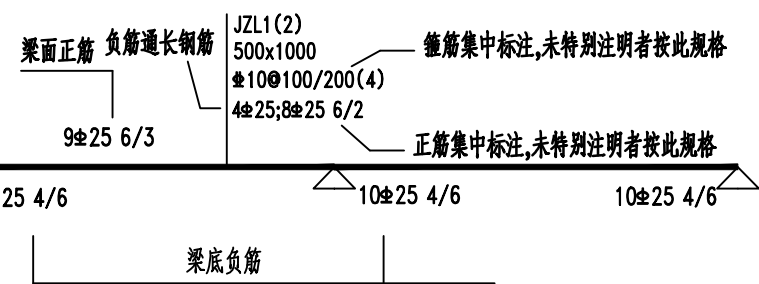 JZL1(2)
梁面正筋
负筋通长钢筋
500x1000
箍筋集中标注,未特别注明者按此规格
⌽10@100/200(4)
4⌽25;8⌽25 6/2
9⌽25 6/3
正筋集中标注,未特别注明者按此规格
25 4/6
10⌽25 4/6
10⌽25 4/6
梁底负筋